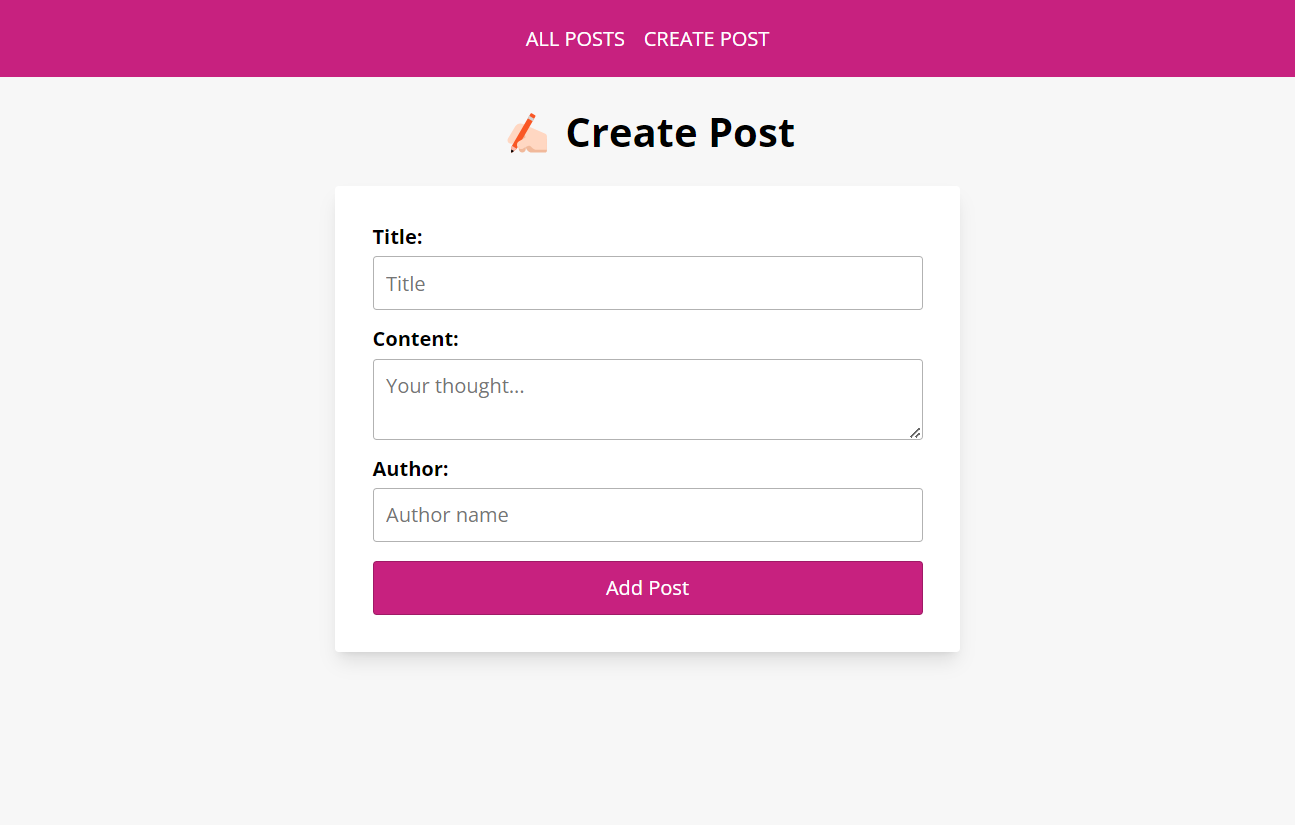 ALL POSTS CREATE POST
✍🏻 Create Post
Title:
Title
Content:
Your thought...
Author:
Author name
Add Post